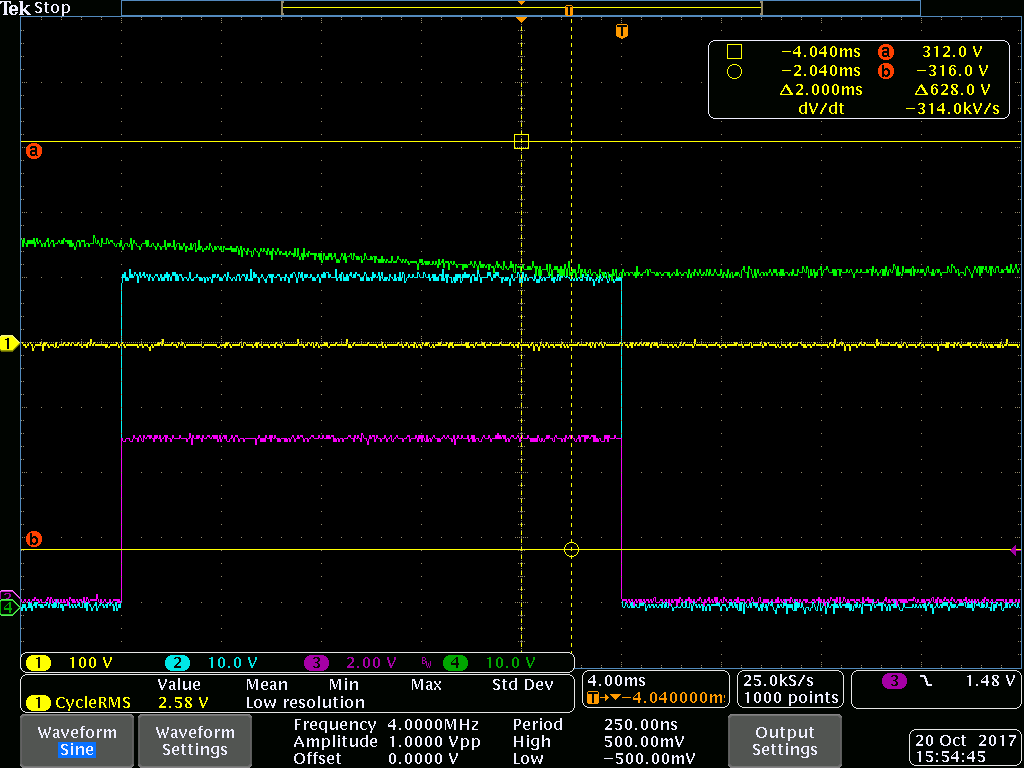 Tek Stop
T
T
−4.040ms a 312.0 V
−2.040ms b −316.0 V
Δ2.000ms Δ628.0 V
dV/dt −314.0kV/s
a
1
b
4
1 100 V 2 10.0 V 3 2.00 V BW 4 10.0 V
Value Mean Min Max Std Dev
1 CycleRMS 2.58 V Low resolution
4.00ms
T→▼−4.040000ms
25.0kS/s
1000 points
3 1.48 V
Waveform
Sine
Waveform
Settings
Frequency 4.0000MHz Period 250.00ns
Amplitude 1.0000 Vpp High 500.00mV
Offset 0.0000 V Low −500.00mV
Output
Settings
20 Oct 2017
15:54:45